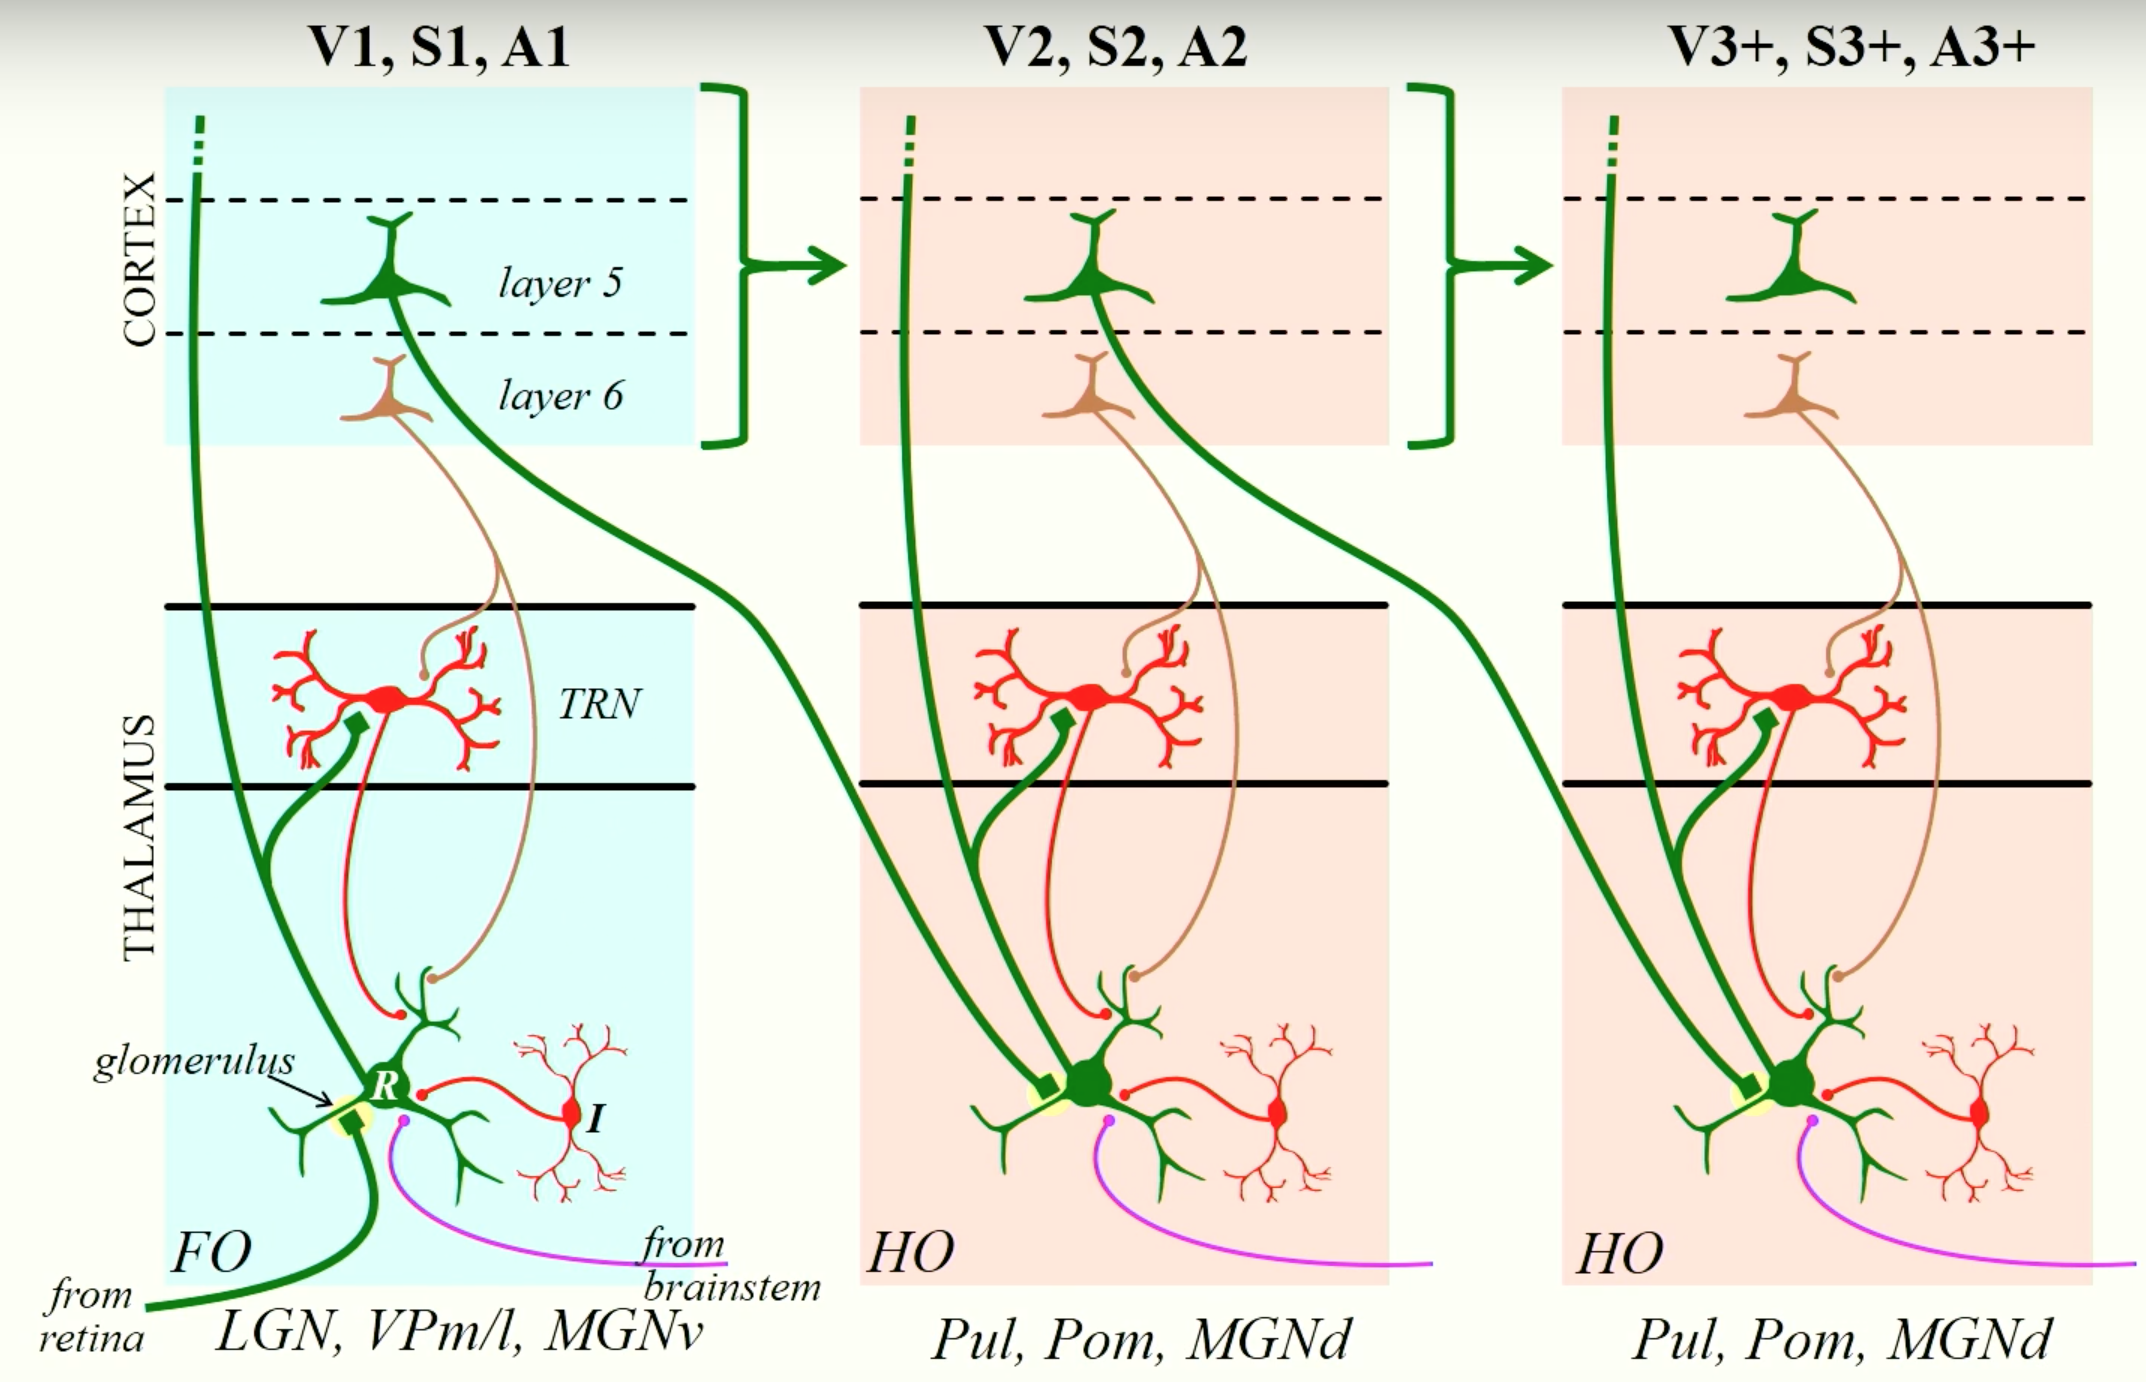 V1, S1, A1
V2, S2, A2
V3+, S3+, A3+
CORTEX
layer 5
layer 6
THALAMUS
TRN
glomerulus
R
I
FO
HO
HO
from
brainstem
from
retina
LGN, VPm/l, MGNv
Pul, Pom, MGNd
Pul, Pom, MGNd